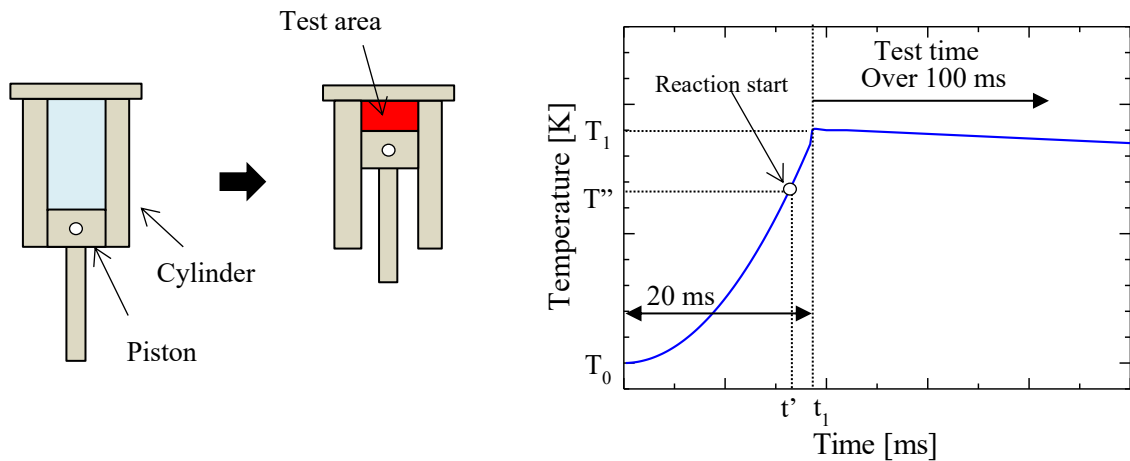 Test area
Cylinder
Piston
Temperature [K]
T1
T”
T0
Reaction start
Test time
Over 100 ms
20 ms
t’
t1
Time [ms]